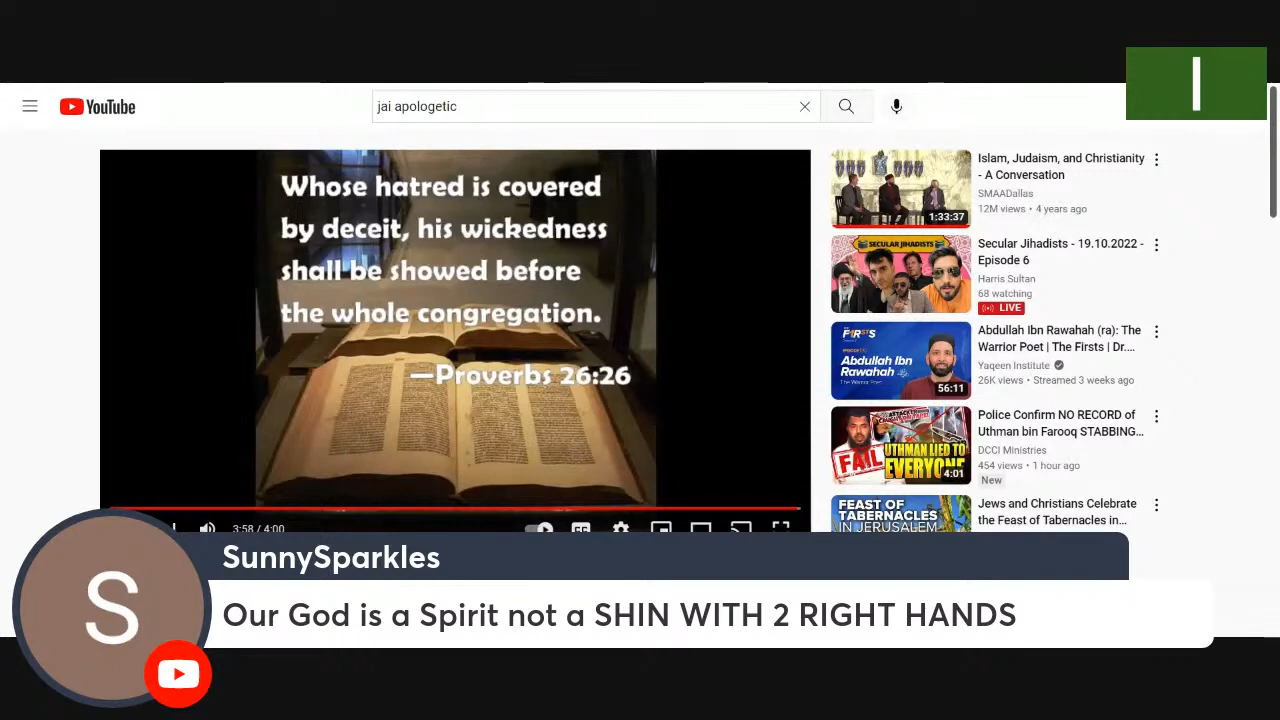 YouTube
jai apologetic
I
Whose hatred is covered
by deceit, his wickedness
shall be showed before
the whole congregation.
—Proverbs 26:26
3:58 / 4:00
1:33:37
Islam, Judaism, and Christianity
- A Conversation
SMAADallas
12M views • 4 years ago
SECULAR JIHADISTS
Secular Jihadists - 19.10.2022 -
Episode 6
Harris Sultan
68 watching
LIVE
Abdullah Ibn
Rawahah
56:11
Abdullah Ibn Rawahah (ra): The
Warrior Poet | The Firsts | Dr....
Yaqeen Institute
26K views • Streamed 3 weeks ago
FAIL
UTHMAN LIED TO
EVERYONE
4:01
Police Confirm NO RECORD of
Uthman bin Farooq STABBING...
DCCI Ministries
454 views • 1 hour ago
New
FEAST OF
TABERNACLES
IN JERUSALEM
Jews and Christians Celebrate
the Feast of Tabernacles in...
S
SunnySparkles
Our God is a Spirit not a SHIN WITH 2 RIGHT HANDS